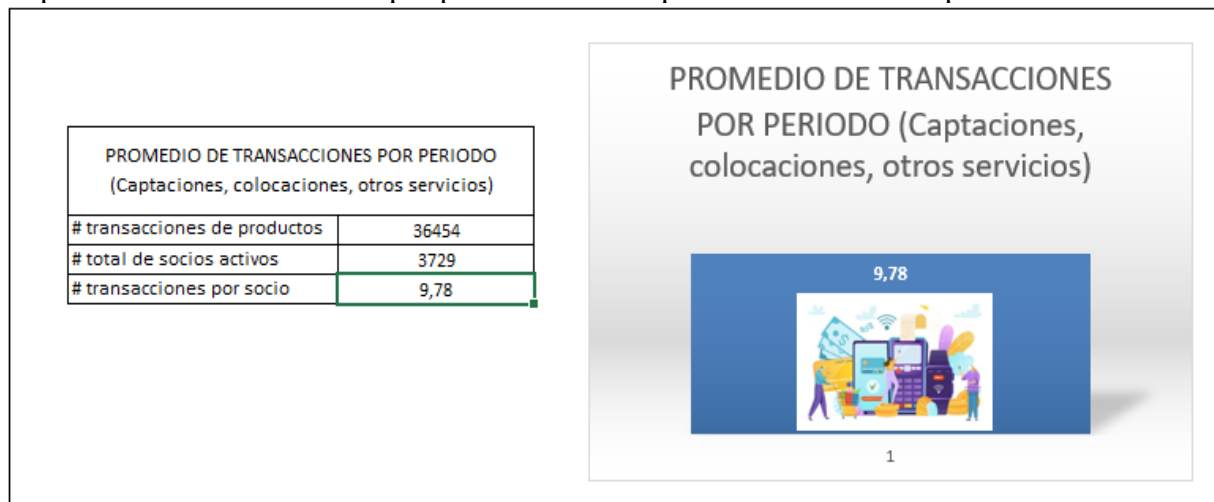 PROMEDIO DE TRANSACCIONES POR PERIODO
(Captaciones, colocaciones, otros servicios)
# transacciones de productos 36454
# total de socios activos 3729
# transacciones por socio 9,78
PROMEDIO DE TRANSACCIONES
POR PERIODO (Captaciones,
colocaciones, otros servicios)
9,78
1